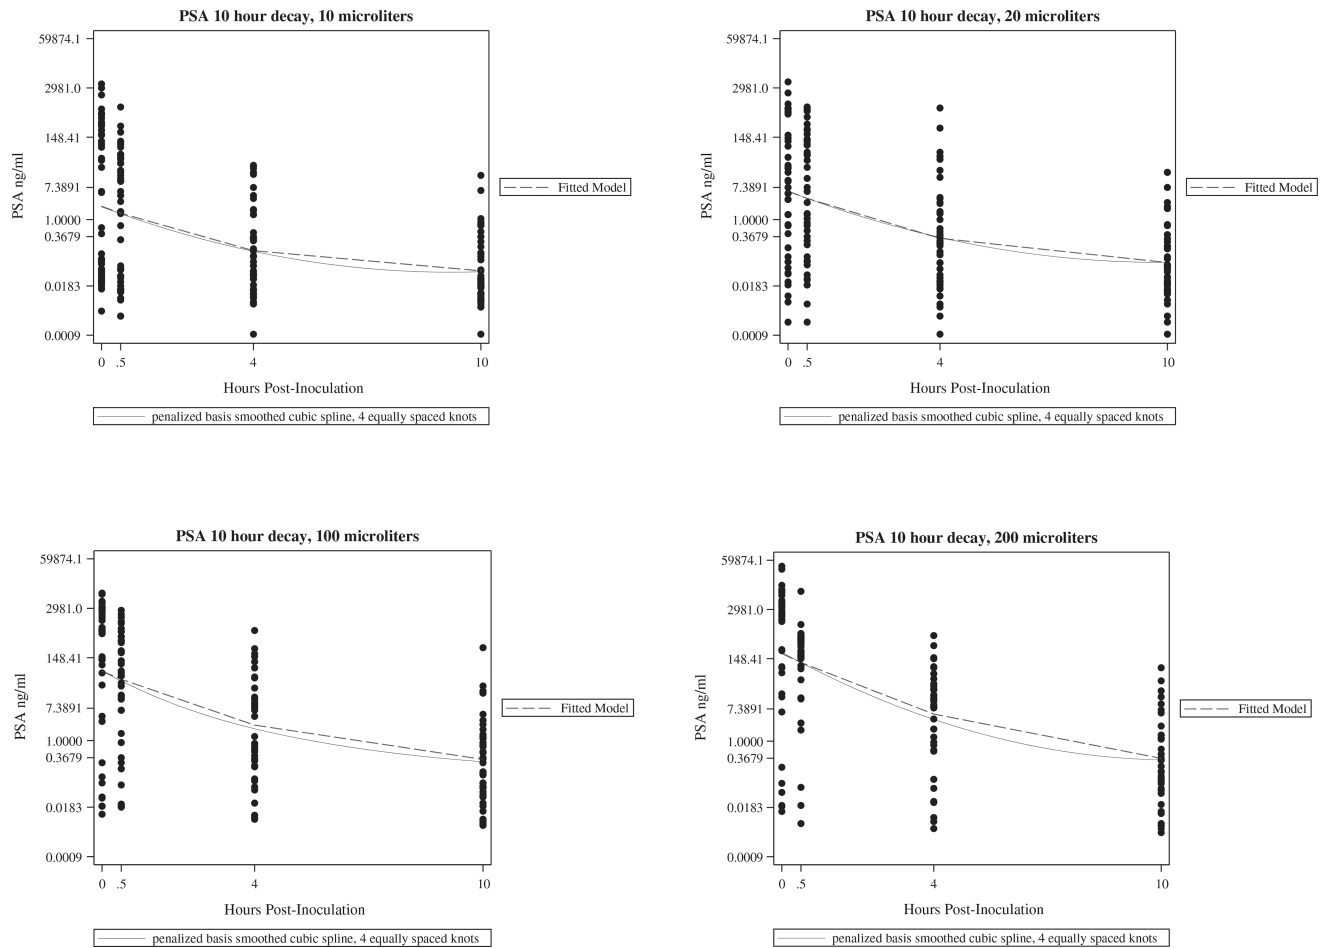 PSA 10 hour decay, 10 microliters
59874.1
2981.0
148.41
7.3891
1.0000
0.3679
0.0183
0.0009
PSA ng/ml
0 .5 4 10
Hours Post-Inoculation
Fitted Model
penalized basis smoothed cubic spline, 4 equally spaced knots
PSA 10 hour decay, 20 microliters
59874.1
2981.0
148.41
7.3891
1.0000
0.3679
0.0183
0.0009
PSA ng/ml
0 .5 4 10
Hours Post-Inoculation
Fitted Model
penalized basis smoothed cubic spline, 4 equally spaced knots
PSA 10 hour decay, 100 microliters
59874.1
2981.0
148.41
7.3891
1.0000
0.3679
0.0183
0.0009
PSA ng/ml
0 .5 4 10
Hours Post-Inoculation
Fitted Model
penalized basis smoothed cubic spline, 4 equally spaced knots
PSA 10 hour decay, 200 microliters
59874.1
2981.0
148.41
7.3891
1.0000
0.3679
0.0183
0.0009
PSA ng/ml
0 .5 4 10
Hours Post-Inoculation
Fitted Model
penalized basis smoothed cubic spline, 4 equally spaced knots